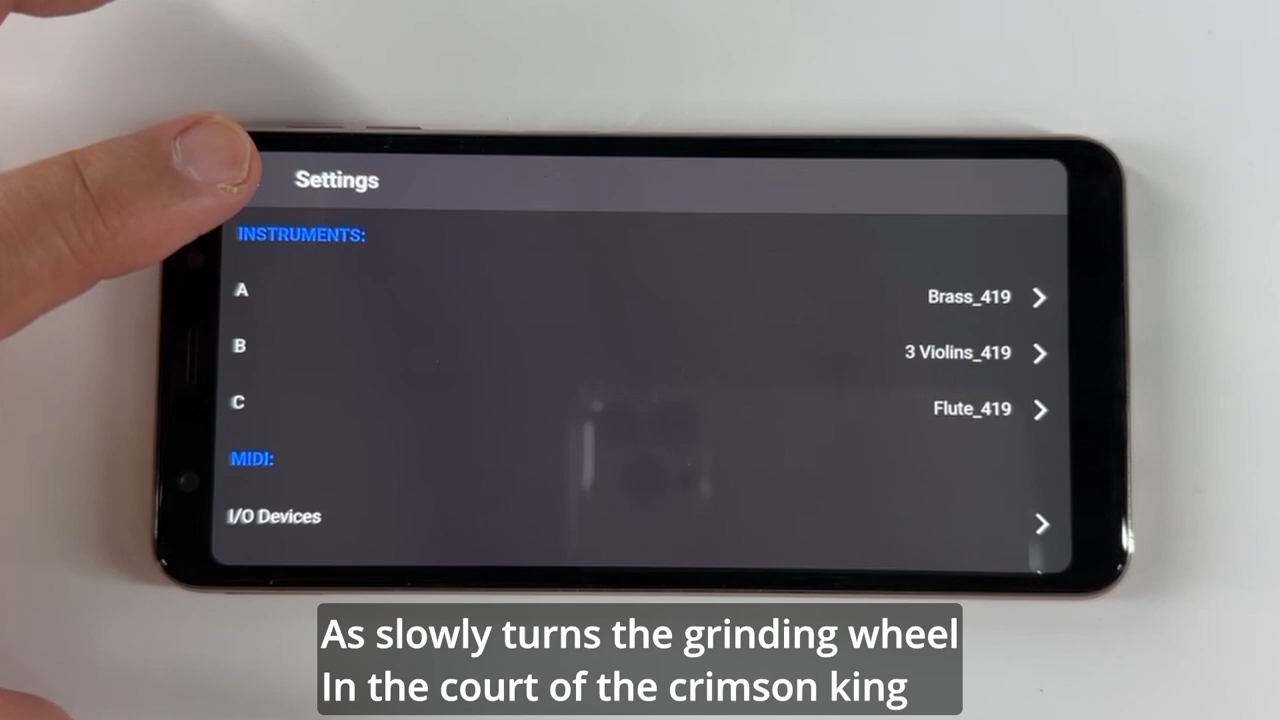 Settings
INSTRUMENTS:
A
Brass_419
B
3 Violins_419
C
Flute_419
MIDI:
I/O Devices
As slowly turns the grinding wheel
In the court of the crimson king